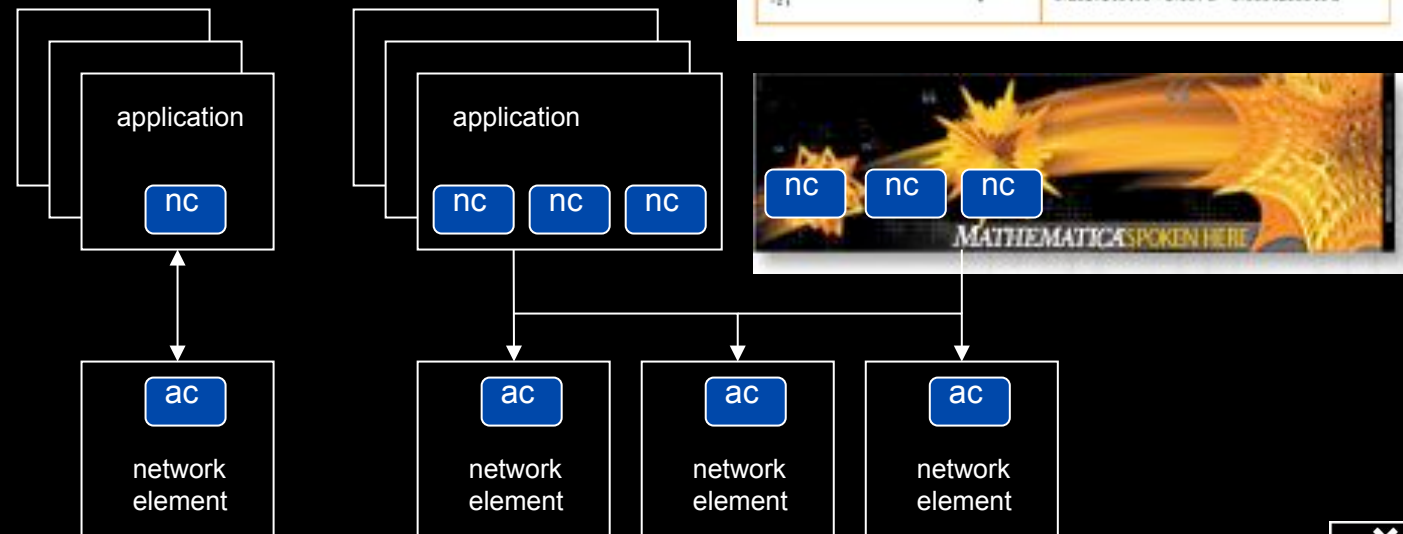 application
application
nc
nc
nc
nc
nc
nc
nc
MATHEMATICA SPOKEN HERE
ac
ac
ac
ac
network
element
network
element
network
element
network
element